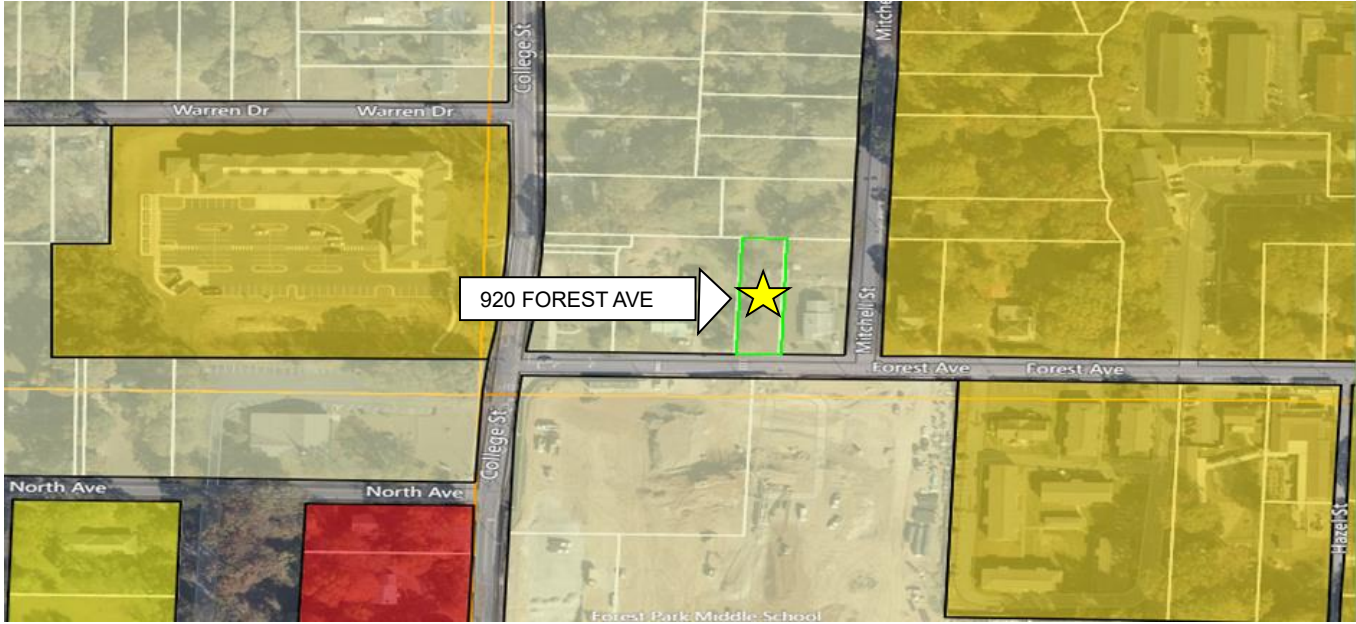 College St
Mitche
Warren Dr
Warren Dr
920 FOREST AVE
Mitchell St
Forest Ave
Forest Ave
College St
North Ave
North Ave
Hazel St
Forest Park Middle School